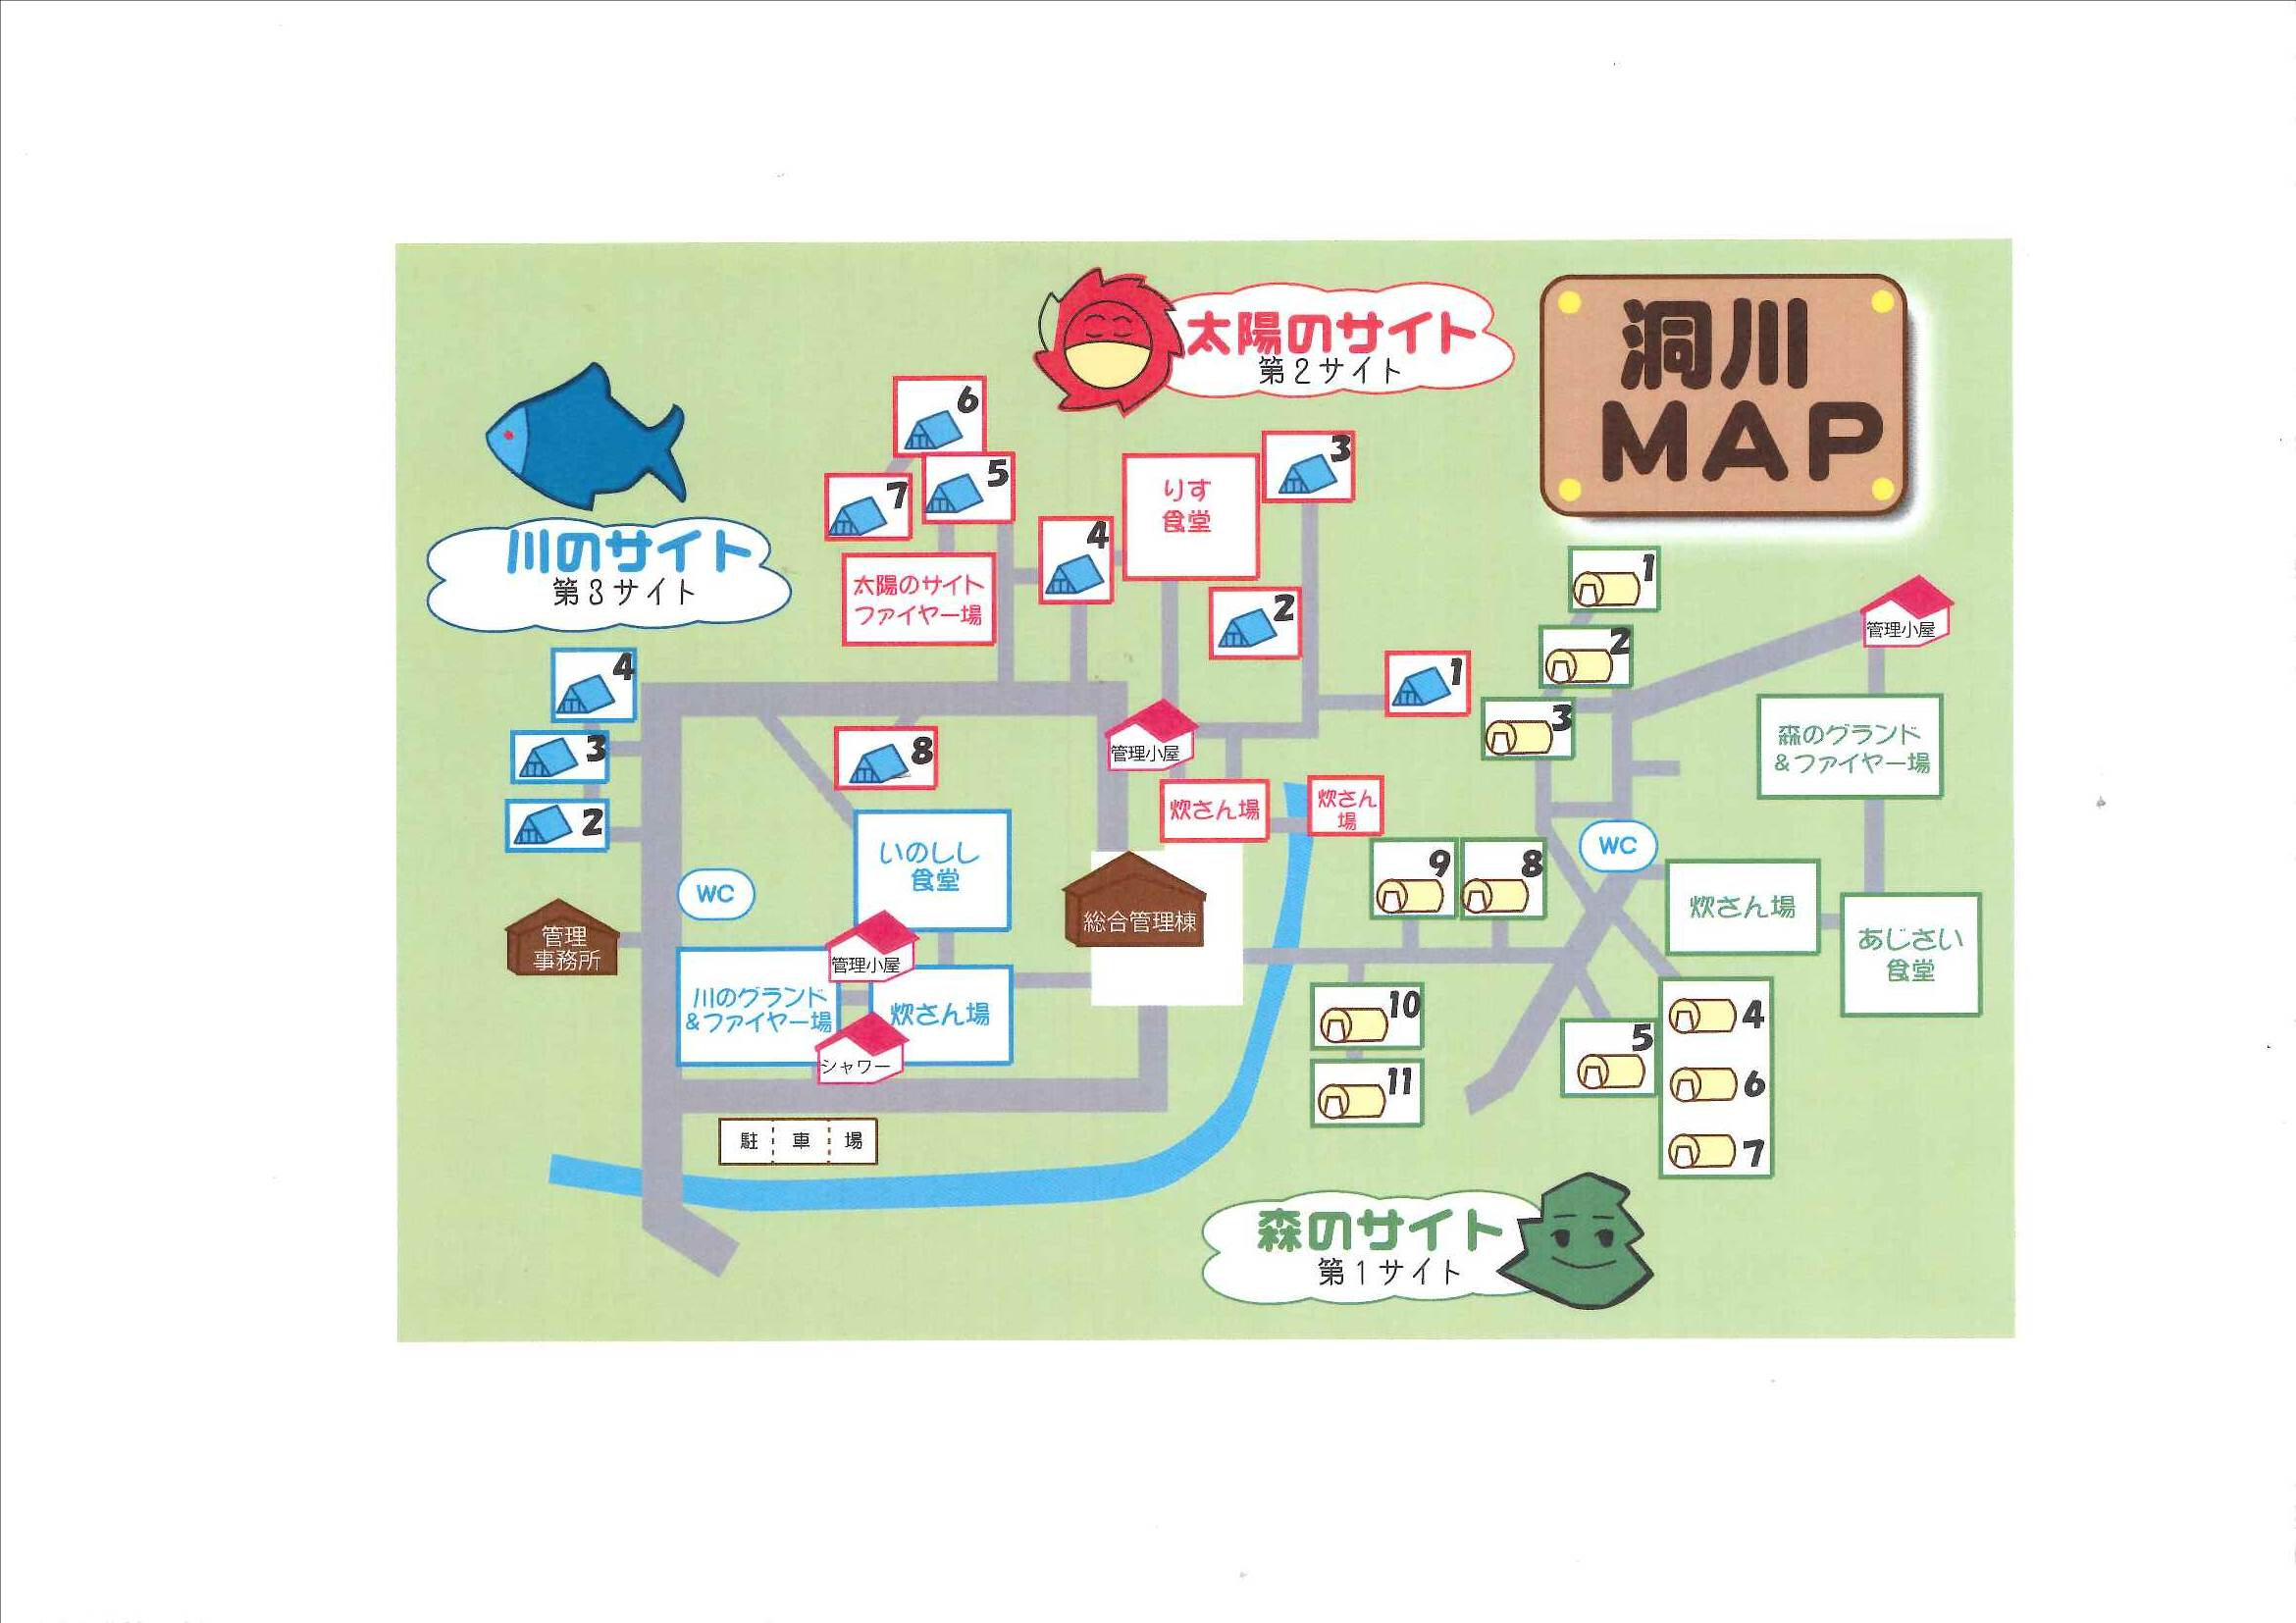 洞川
MAP
太陽のサイト
第2サイト
川のサイト
第3サイト
6
5
7
4
りす
食堂
3
太陽のサイト
ファイヤー場
2
1
8
管理小屋
炊さん場
炊さん
場
4
3
2
WC
いのしし
食堂
管理
事務所
総合管理棟
管理小屋
川のグランド
&ファイヤー場
炊さん場
シャワー
駐車場
1
2
3
管理小屋
森のグランド
&ファイヤー場
WC
9
8
炊さん場
あじさい
食堂
10
11
5
4
6
7
森のサイト
第1サイト